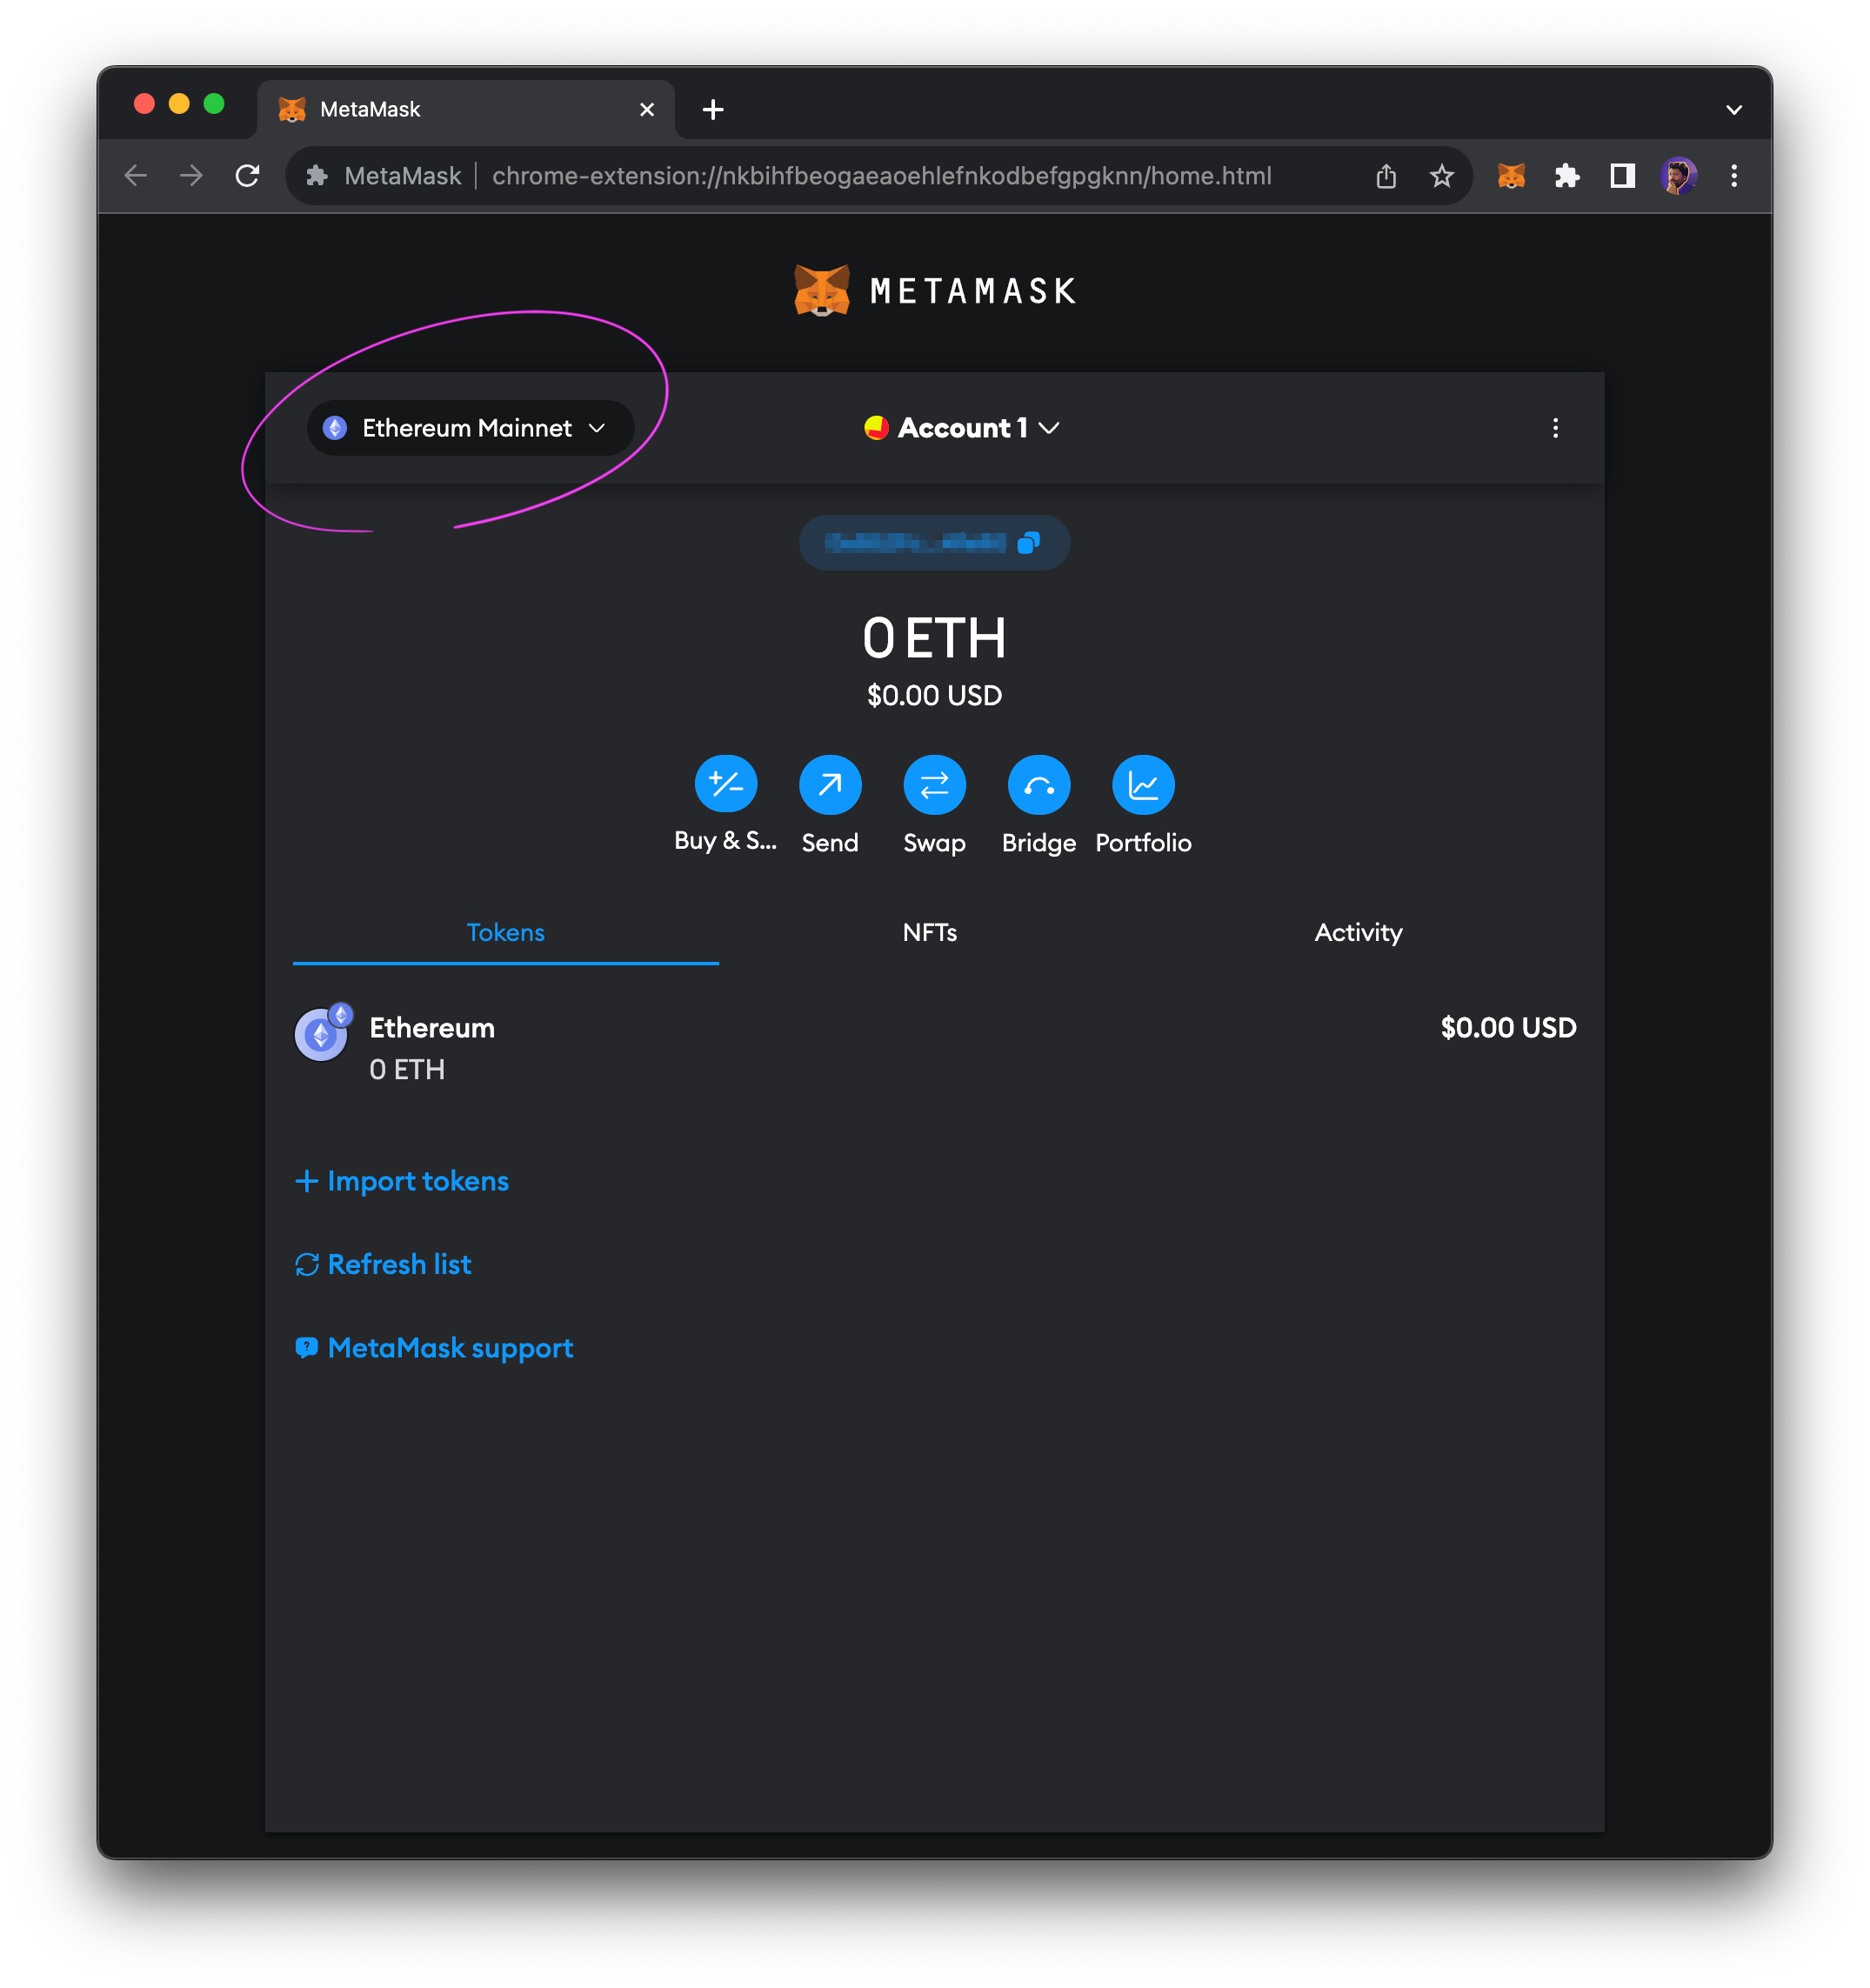 MetaMask
MetaMask chrome-extension://nkbihfbeogaeaoehlefnkodbefgpgknn/home.html
METAMASK
Ethereum Mainnet
Account 1
0 ETH
$0.00 USD
Buy & S... Send Swap Bridge Portfolio
Tokens NFTs Activity
Ethereum $0.00 USD
0 ETH
Import tokens
Refresh list
MetaMask support